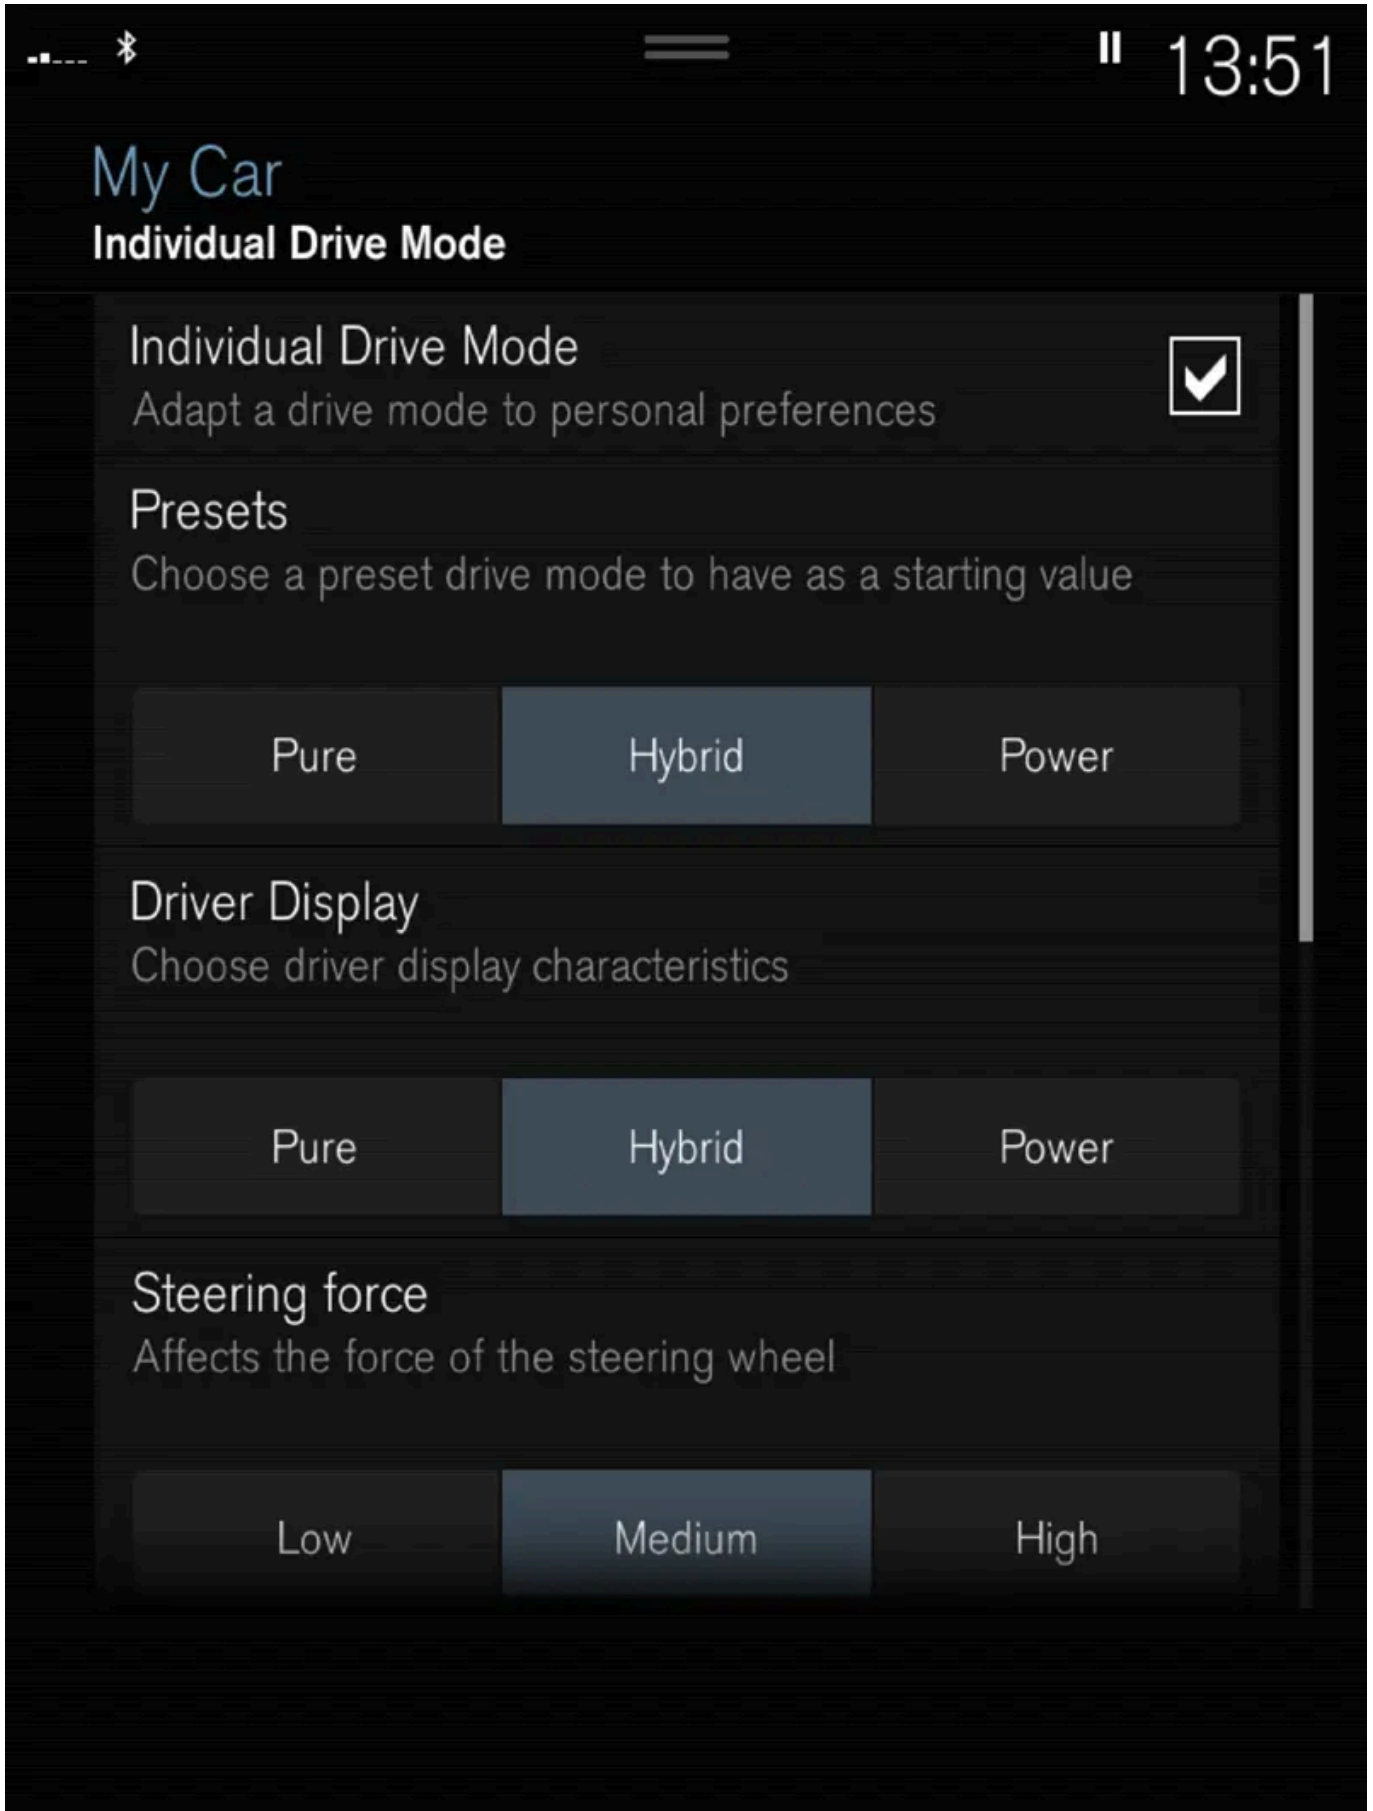 13:51
My Car
Individual Drive Mode
Individual Drive Mode
Adapt a drive mode to personal preferences
Presets
Choose a preset drive mode to have as a starting value
Pure Hybrid Power
Driver Display
Choose driver display characteristics
Pure Hybrid Power
Steering force
Affects the force of the steering wheel
Low Medium High